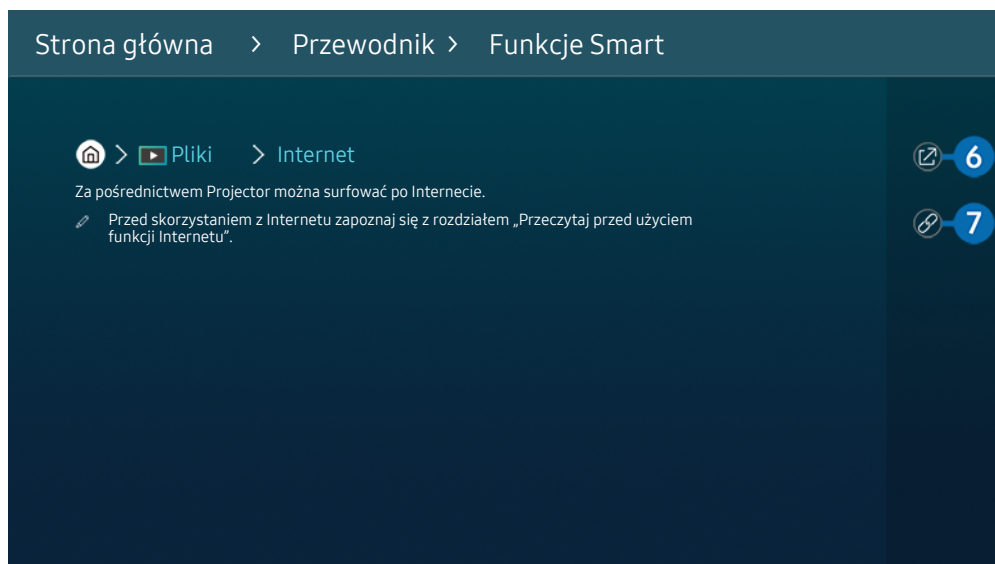 Strona główna > Przewodnik > Funkcje Smart
> Pliki > Internet
6
Za pośrednictwem Projector można surfować po Internecie.
Przed skorzystaniem z Internetu zapoznaj się z rozdziałem „Przeczytaj przed użyciem
funkcji Internetu”.
7